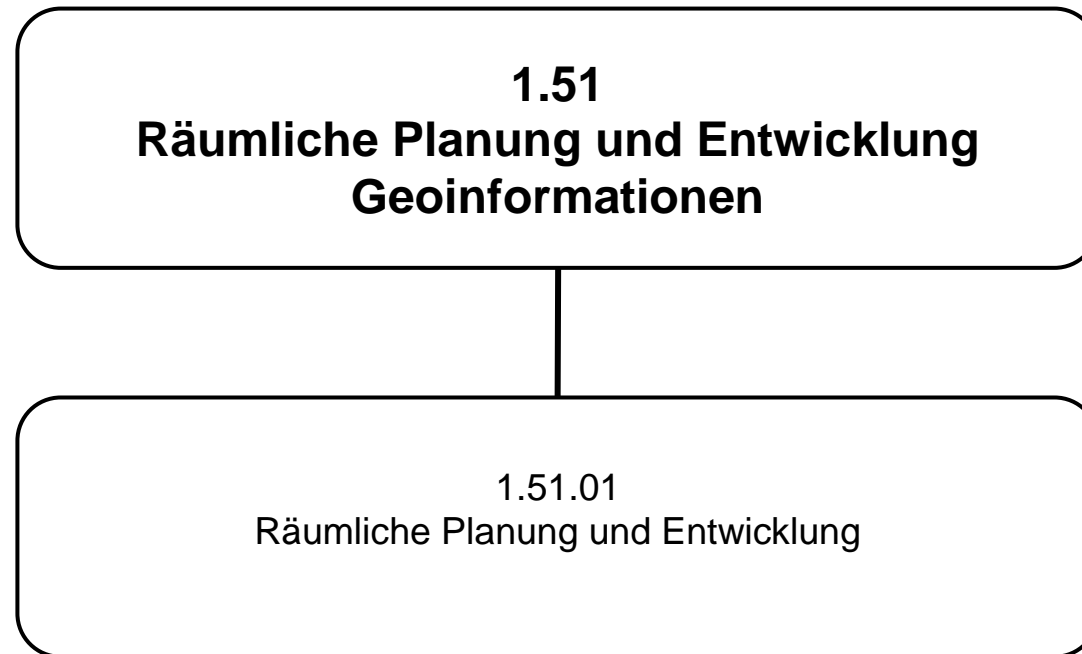 1.51
Räumliche Planung und Entwicklung
Geoinformationen
1.51.01
Räumliche Planung und Entwicklung